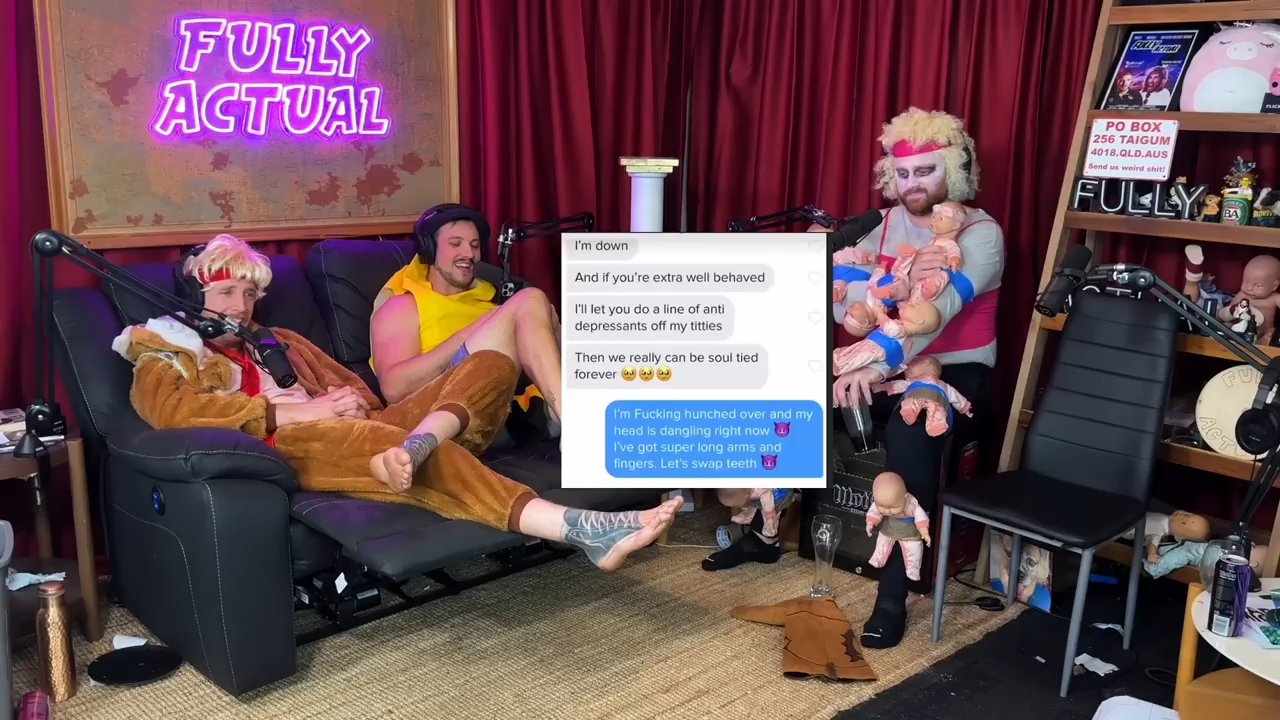 FULLY
ACTUAL
I'm down
And if you're extra well behaved
I'll let you do a line of anti
depressants off my titties
Then we really can be soul tied
forever 🥹🥹🥹
I'm Fucking hunched over and my
head is dangling right now 😈
I've got super long arms and
fingers. Let's swap teeth 😈
FULLY
PO BOX
256 TAIGUM
4018.QLD.AUS
Send us weird shit!
FULLY